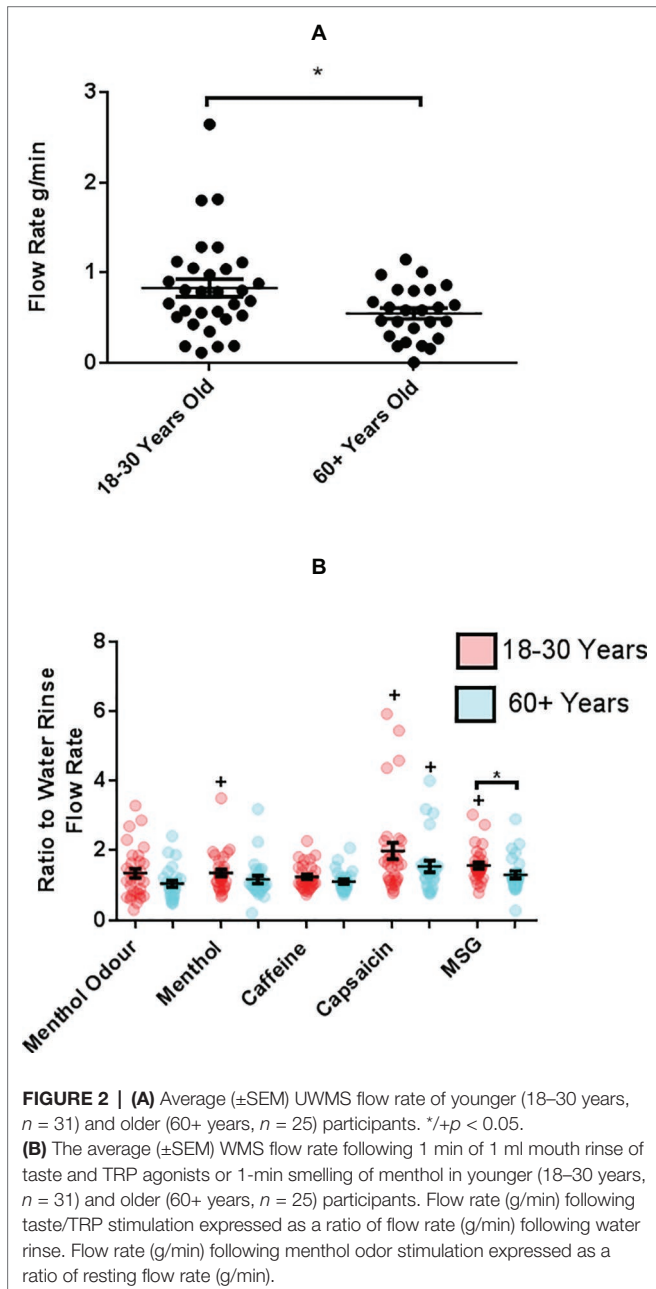 A
*
3
2
1
0
Flow Rate g/min
18-30 Years Old
60+ Years Old
B
8
6
4
2
0
Ratio to Water Rinse
Flow Rate
18-30 Years
60+ Years
+
+
+
+
*
Menthol Odour
Menthol
Caffeine
Capsaicin
MSG
FIGURE 2 | (A) Average (±SEM) UWMS flow rate of younger (18–30 years,
n = 31) and older (60+ years, n = 25) participants. */+p < 0.05.
(B) The average (±SEM) WMS flow rate following 1 min of 1 ml mouth rinse of
taste and TRP agonists or 1-min smelling of menthol in younger (18–30 years,
n = 31) and older (60+ years, n = 25) participants. Flow rate (g/min) following
taste/TRP stimulation expressed as a ratio of flow rate (g/min) following water
rinse. Flow rate (g/min) following menthol odor stimulation expressed as a
ratio of resting flow rate (g/min).